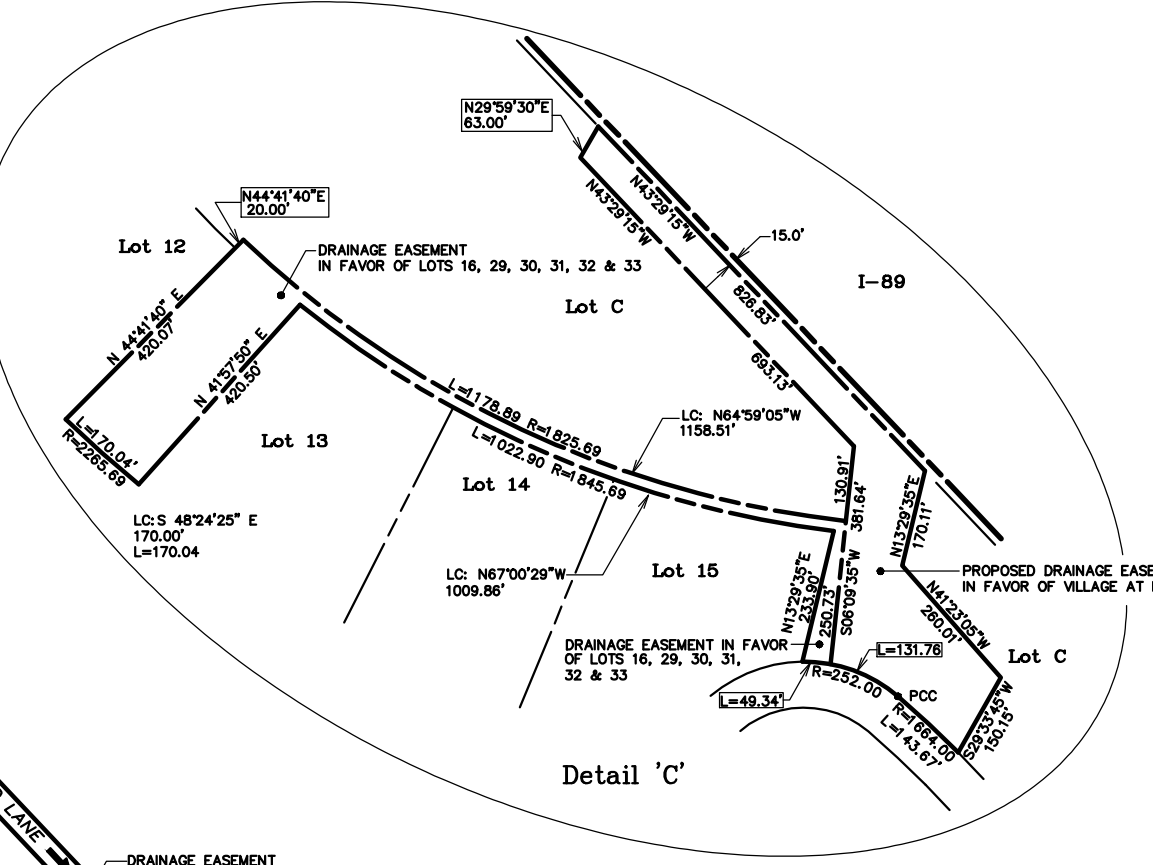 N29°59'30"E
63.00'
N43°29'15"W
N43°29'15"W
15.0'
826.83'
693.13'
I-89
N44°41'40"E
20.00'
Lot 12
DRAINAGE EASEMENT
IN FAVOR OF LOTS 16, 29, 30, 31, 32 & 33
Lot C
N 44°41'40" E
420.07'
N 41°57'50" E
420.50'
L=170.04'
R=2265.69
Lot 13
LC: S 48°24'25" E
170.00'
L=170.04
L=1178.89 R=1825.69
L=1022.90 R=1845.69
LC: N64°59'05"W
1158.51'
Lot 14
LC: N67°00'29"W
1009.86'
Lot 15
130.91'
381.64'
N13°29'35"E
170.11'
N13°29'35"E
233.90'
250.73'
S06°09'35"W
PROPOSED DRAINAGE EASE
IN FAVOR OF VILLAGE AT
N41°23'05"W
260.01'
Lot C
DRAINAGE EASEMENT IN FAVOR
OF LOTS 16, 29, 30, 31,
32 & 33
L=131.76
R=252.00
PCC
L=49.34'
R=1664.00
L=143.67'
S29°33'45"W
150.15'
Detail 'C'
LANE
DRAINAGE EASEMENT